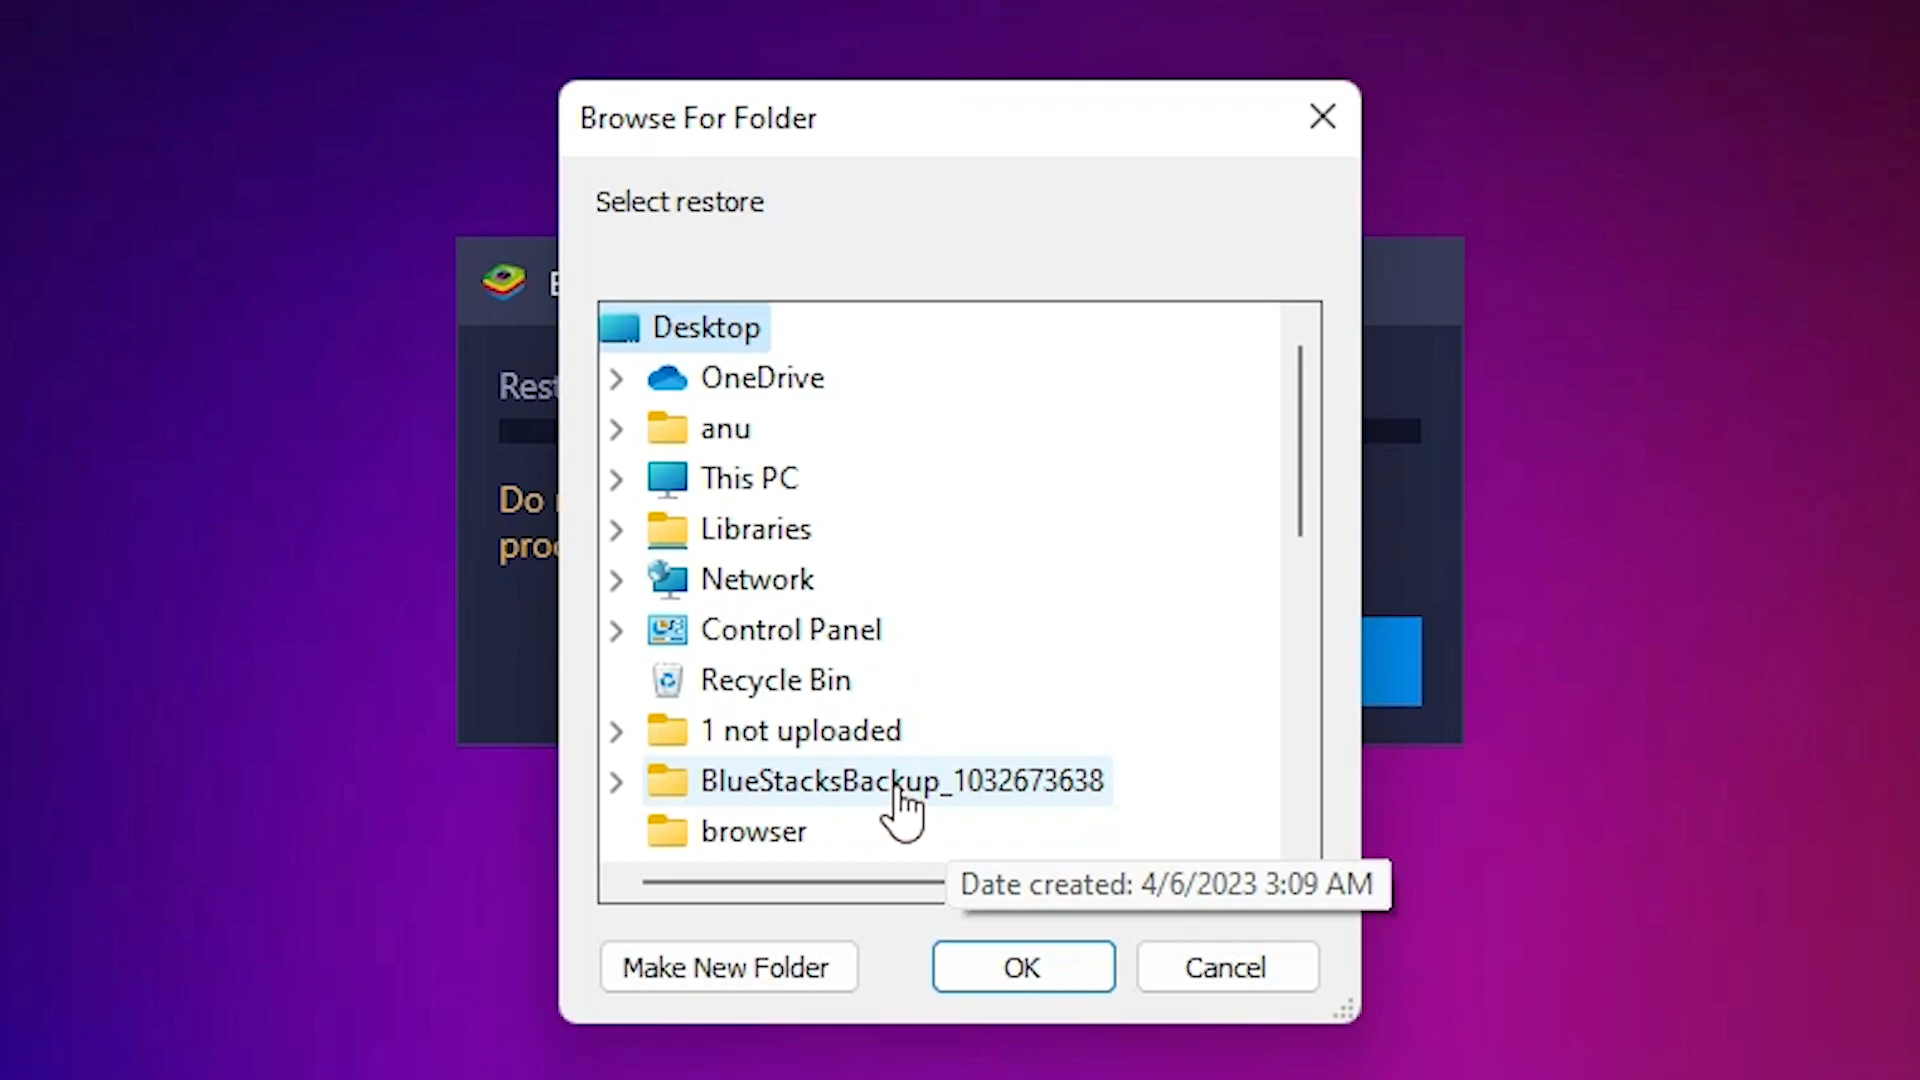 Browse For Folder
Select restore
Desktop
OneDrive
anu
This PC
Libraries
Network
Control Panel
Recycle Bin
1 not uploaded
BlueStacksBackup_1032673638
browser
Date created: 4/6/2023 3:09 AM
Make New Folder
OK
Cancel
Do